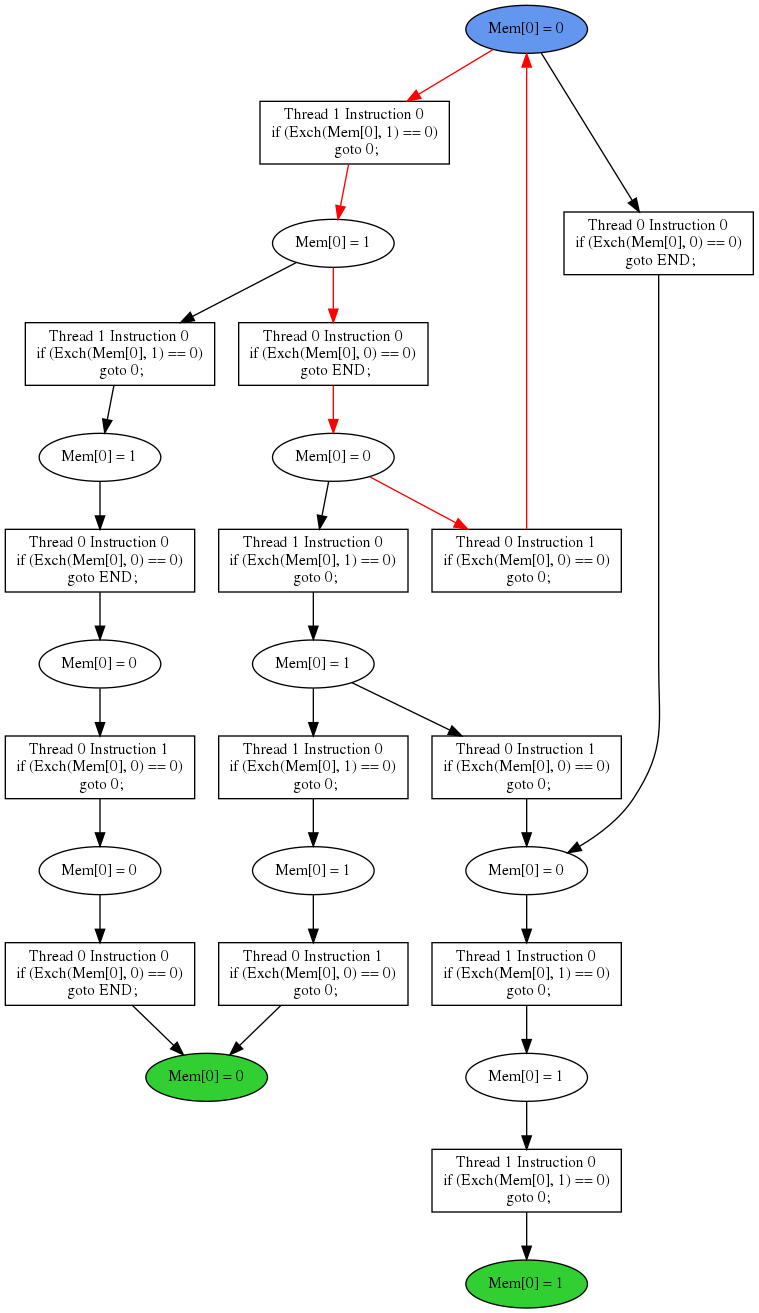 Mem[0] = 0
Thread 1 Instruction 0
if (Exch(Mem[0], 1) == 0)
goto 0;
Thread 0 Instruction 0
if (Exch(Mem[0], 0) == 0)
goto END;
Mem[0] = 1
Thread 1 Instruction 0
if (Exch(Mem[0], 1) == 0)
goto 0;
Thread 0 Instruction 0
if (Exch(Mem[0], 0) == 0)
goto END;
Mem[0] = 1
Mem[0] = 0
Thread 0 Instruction 0
if (Exch(Mem[0], 0) == 0)
goto END;
Thread 1 Instruction 0
if (Exch(Mem[0], 1) == 0)
goto 0;
Thread 0 Instruction 1
if (Exch(Mem[0], 0) == 0)
goto 0;
Mem[0] = 0
Mem[0] = 1
Thread 0 Instruction 1
if (Exch(Mem[0], 0) == 0)
goto 0;
Thread 1 Instruction 0
if (Exch(Mem[0], 1) == 0)
goto 0;
Thread 0 Instruction 1
if (Exch(Mem[0], 0) == 0)
goto 0;
Mem[0] = 0
Mem[0] = 1
Mem[0] = 0
Thread 0 Instruction 0
if (Exch(Mem[0], 0) == 0)
goto END;
Thread 0 Instruction 1
if (Exch(Mem[0], 0) == 0)
goto 0;
Thread 1 Instruction 0
if (Exch(Mem[0], 1) == 0)
goto 0;
Mem[0] = 0
Mem[0] = 1
Thread 1 Instruction 0
if (Exch(Mem[0], 1) == 0)
goto 0;
Mem[0] = 1